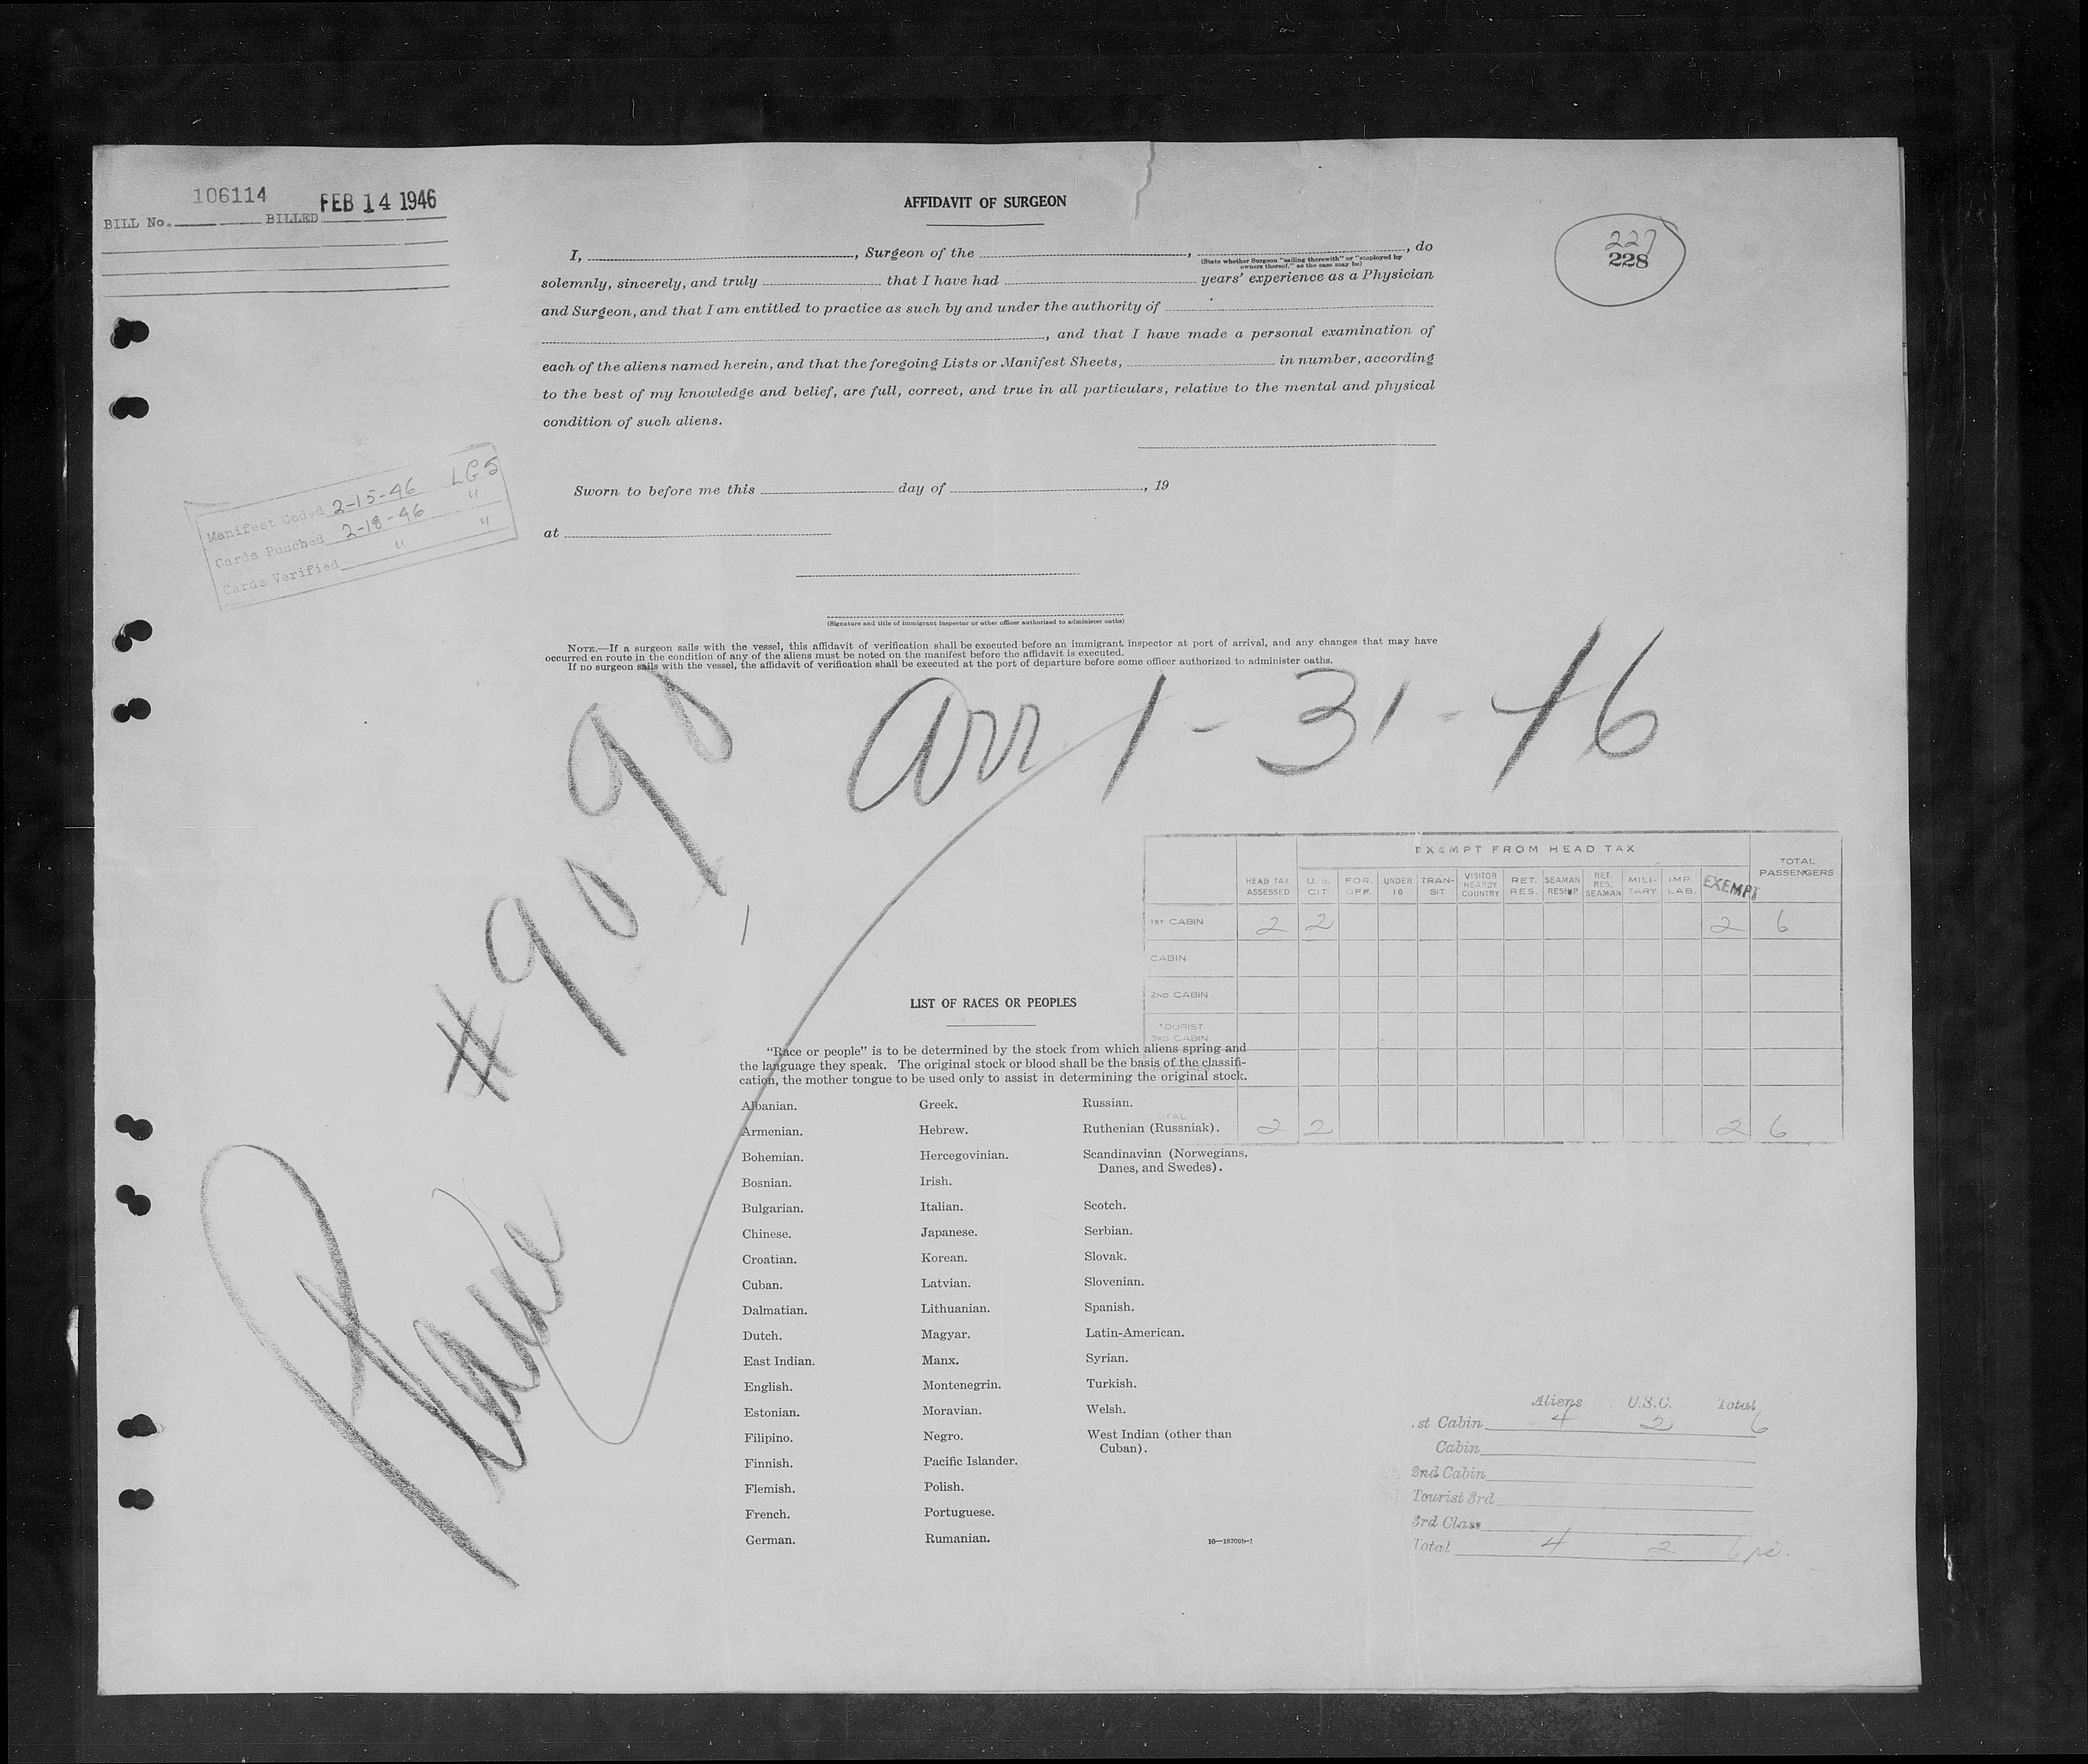 106114
FEB 14 1946
BILL No. BILLED
AFFIDAVIT OF SURGEON
227
228
I, , Surgeon of the , , do
(State whether Surgeon "sailing therewith" or "employed by
owners thereof," as the case may be)
solemnly, sincerely, and truly that I have had years' experience as a Physician
and Surgeon, and that I am entitled to practice as such by and under the authority of
, and that I have made a personal examination of
each of the aliens named herein, and that the foregoing Lists or Manifest Sheets, in number, according
to the best of my knowledge and belief, are full, correct, and true in all particulars, relative to the mental and physical
condition of such aliens.
Manifest Coded 2-15-46 LGS
Cards Punched 2-18-46 "
Cards Verified " "
Sworn to before me this day of , 19
at
(Signature and title of immigrant inspector or other officer authorized to administer oaths)
NOTE.—If a surgeon sails with the vessel, this affidavit of verification shall be executed before an immigrant inspector at port of arrival, and any changes that may have
occurred en route in the condition of any of the aliens must be noted on the manifest before the affidavit is executed.
If no surgeon sails with the vessel, the affidavit of verification shall be executed at the port of departure before some officer authorized to administer oaths.
arr 1-31-46
Plane
EXEMPT FROM HEAD TAX
HEAD TAX ASSESSED U. S. CIT. FOR. OFF. UNDER 16 TRAN- SIT. VISITOR NEARBY COUNTRY RET. RES. SEAMAN RESHIP RET. RES. SEAMAN MILI- TARY IMP. LAB. EXEMPT TOTAL PASSENGERS
1ST CABIN 2 2 2 6
CABIN
2ND CABIN
TOURIST
3RD CABIN
TOTAL 2 2 2 6
LIST OF RACES OR PEOPLES
"Race or people" is to be determined by the stock from which aliens spring and
the language they speak. The original stock or blood shall be the basis of the classifi-
cation, the mother tongue to be used only to assist in determining the original stock.
Albanian.
Armenian.
Bohemian.
Bosnian.
Bulgarian.
Chinese.
Croatian.
Cuban.
Dalmatian.
Dutch.
East Indian.
English.
Estonian.
Filipino.
Finnish.
Flemish.
French.
German.
Greek.
Hebrew.
Hercegovinian.
Irish.
Italian.
Japanese.
Korean.
Latvian.
Lithuanian.
Magyar.
Manx.
Montenegrin.
Moravian.
Negro.
Pacific Islander.
Polish.
Portuguese.
Rumanian.
Russian.
Ruthenian (Russniak).
Scandinavian (Norwegians,
Danes, and Swedes).
Scotch.
Serbian.
Slovak.
Slovenian.
Spanish.
Latin-American.
Syrian.
Turkish.
Welsh.
West Indian (other than
Cuban).
Aliens U.S.C. Total
.st Cabin 4 2 6
Cabin
2nd Cabin
Tourist 3rd
3rd Class
Total 4 2 6